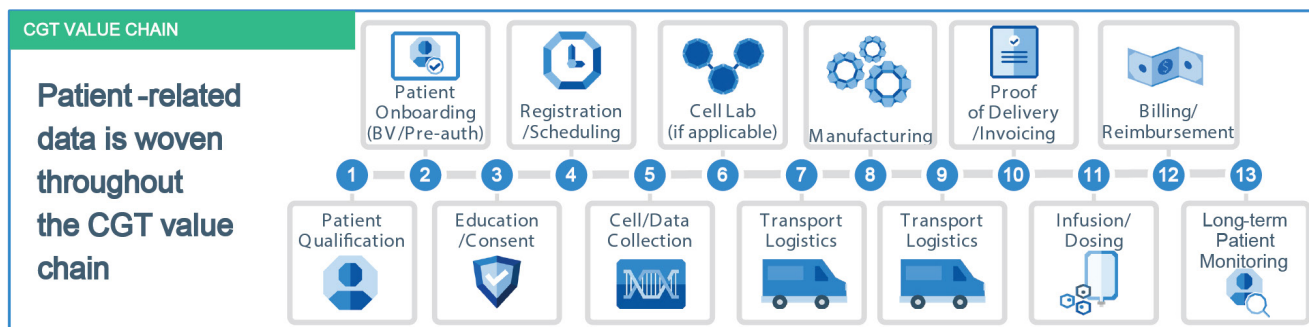 CGT VALUE CHAIN
Patient -related
data is woven
throughout
the CGT value
chain
Patient
Onboarding
(BV/Pre-auth)
Registration
/Scheduling
Cell Lab
(if applicable)
Manufacturing
Proof
of Delivery
/Invoicing
Billing/
Reimbursement
$
1 2 3 4 5 6 7 8 9 10 11 12 13
Patient
Qualification
Education
/Consent
Cell/Data
Collection
Transport
Logistics
Transport
Logistics
Infusion/
Dosing
Long-term
Patient
Monitoring